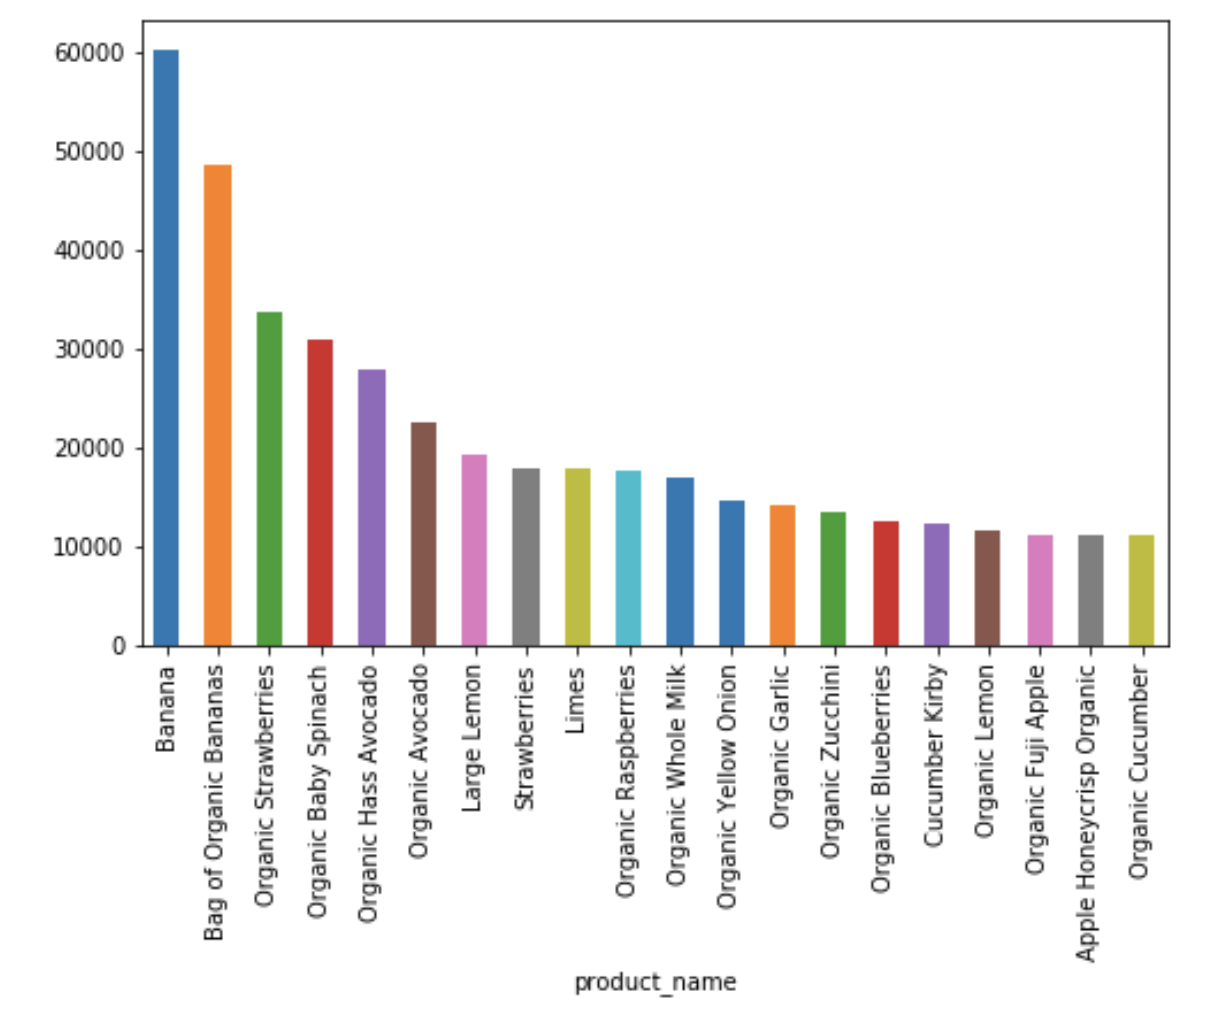 60000
50000
40000
30000
20000
10000
0
Banana
Bag of Organic Bananas
Organic Strawberries
Organic Baby Spinach
Organic Hass Avocado
Organic Avocado
Large Lemon
Strawberries
Limes
Organic Raspberries
Organic Whole Milk
Organic Yellow Onion
Organic Garlic
Organic Zucchini
Organic Blueberries
Cucumber Kirby
Organic Lemon
Organic Fuji Apple
Apple Honeycrisp Organic
Organic Cucumber
product_name